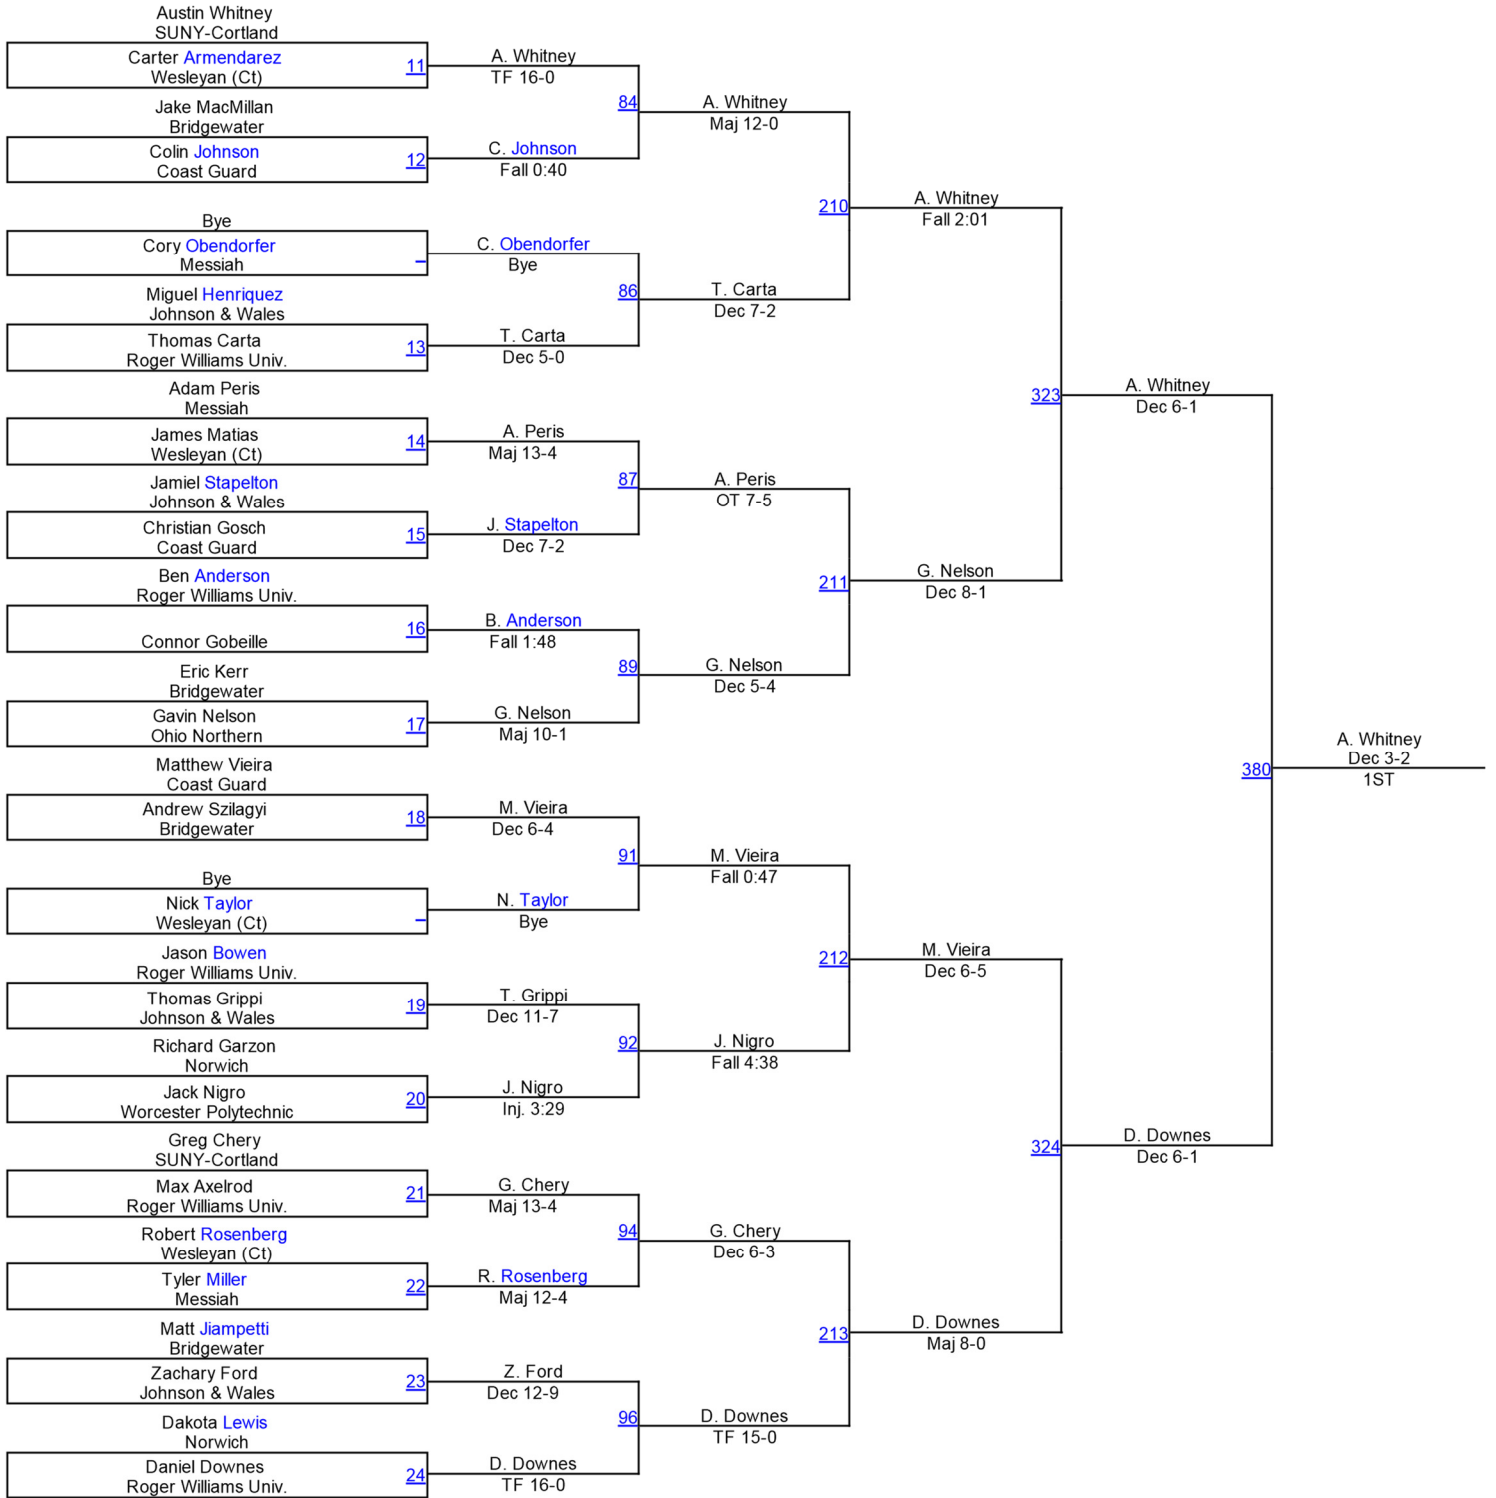 Austin Whitney
SUNY-Cortland
Carter Armendarez
Wesleyan (Ct)
11
Jake MacMillan
Bridgewater
Colin Johnson
Coast Guard
12
Bye
Cory Obendorfer
Messiah
–
Miguel Henriquez
Johnson & Wales
Thomas Carta
Roger Williams Univ.
13
Adam Peris
Messiah
James Matias
Wesleyan (Ct)
14
Jamiel Stapelton
Johnson & Wales
Christian Gosch
Coast Guard
15
Ben Anderson
Roger Williams Univ.
Connor Gobeille
16
Eric Kerr
Bridgewater
Gavin Nelson
Ohio Northern
17
Matthew Vieira
Coast Guard
Andrew Szilagyi
Bridgewater
18
Bye
Nick Taylor
Wesleyan (Ct)
–
Jason Bowen
Roger Williams Univ.
Thomas Grippi
Johnson & Wales
19
Richard Garzon
Norwich
Jack Nigro
Worcester Polytechnic
20
Greg Chery
SUNY-Cortland
Max Axelrod
Roger Williams Univ.
21
Robert Rosenberg
Wesleyan (Ct)
Tyler Miller
Messiah
22
Matt Jiampetti
Bridgewater
Zachary Ford
Johnson & Wales
23
Dakota Lewis
Norwich
Daniel Downes
Roger Williams Univ.
24
A. Whitney
TF 16-0
84
C. Johnson
Fall 0:40
C. Obendorfer
Bye
86
T. Carta
Dec 5-0
A. Peris
Maj 13-4
87
J. Stapelton
Dec 7-2
B. Anderson
Fall 1:48
89
G. Nelson
Maj 10-1
M. Vieira
Dec 6-4
91
N. Taylor
Bye
T. Grippi
Dec 11-7
92
J. Nigro
Inj. 3:29
G. Chery
Maj 13-4
94
R. Rosenberg
Maj 12-4
Z. Ford
Dec 12-9
96
D. Downes
TF 16-0
A. Whitney
Maj 12-0
210
T. Carta
Dec 7-2
A. Peris
OT 7-5
211
G. Nelson
Dec 5-4
M. Vieira
Fall 0:47
212
J. Nigro
Fall 4:38
G. Chery
Dec 6-3
213
D. Downes
TF 15-0
A. Whitney
Fall 2:01
323
G. Nelson
Dec 8-1
M. Vieira
Dec 6-5
324
D. Downes
Maj 8-0
A. Whitney
Dec 6-1
380
D. Downes
Dec 6-1
A. Whitney
Dec 3-2
1ST